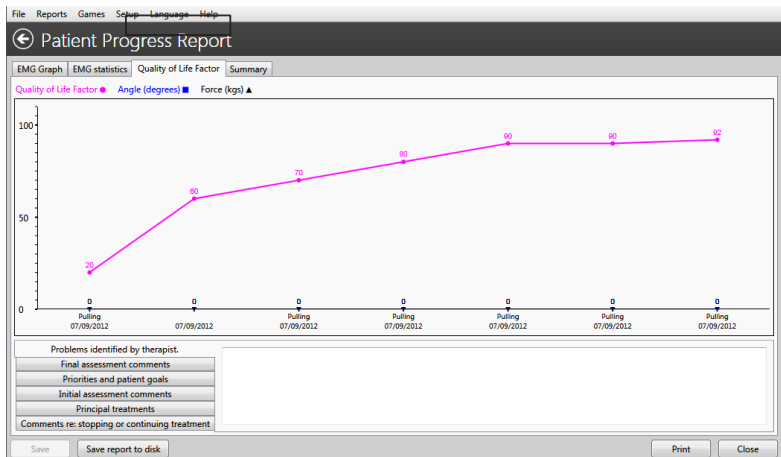 File Reports Games Setup Language Help
Patient Progress Report
EMG Graph EMG statistics Quality of Life Factor Summary
Quality of Life Factor Angle (degrees) Force (kgs)
100
50
0
20 60 70 80 90 90 92
0 0 0 0 0 0 0
Pulling Pulling Pulling Pulling Pulling Pulling
07/09/2012 07/09/2012 07/09/2012 07/09/2012 07/09/2012 07/09/2012 07/09/2012
Problems identified by therapist.
Final assessment comments
Priorities and patient goals
Initial assessment comments
Principal treatments
Comments re: stopping or continuing treatment
Save Save report to disk Print Close